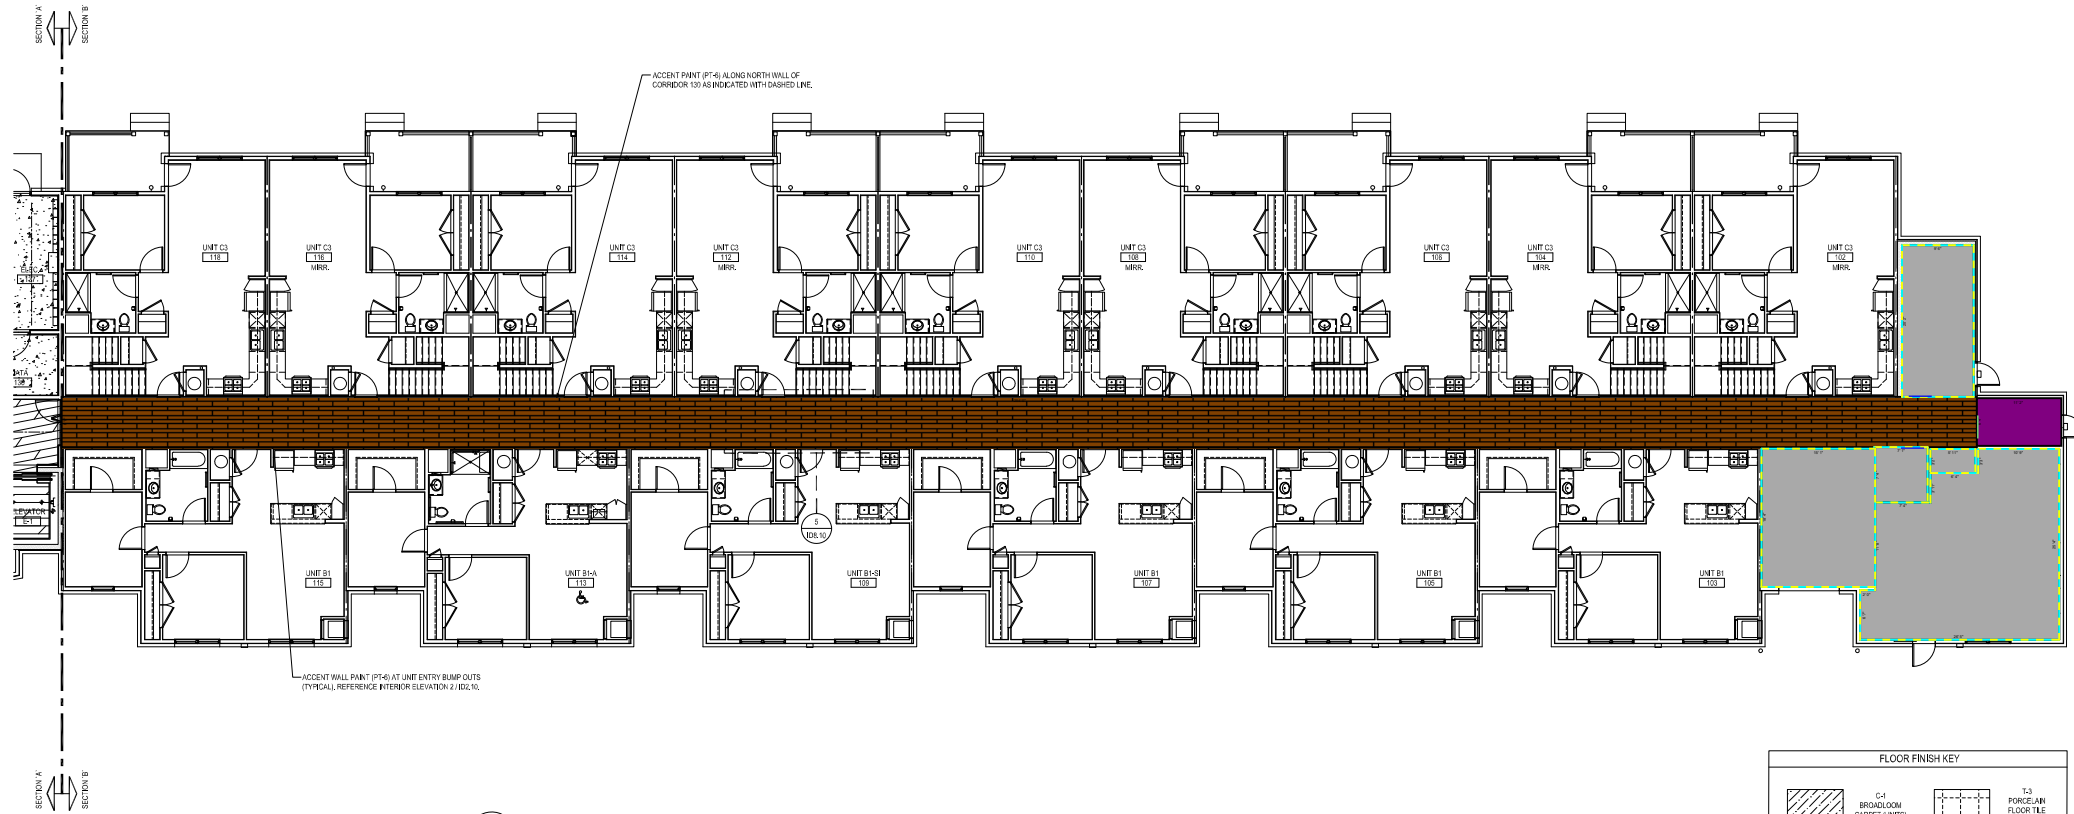 SECTION 'A'
SECTION 'B'
ACCENT PAINT (PT-6) ALONG NORTH WALL OF
CORRIDOR 130 AS INDICATED WITH DASHED LINE.
UNIT C3
118
UNIT C3
116
MIRR.
UNIT C3
114
UNIT C3
112
MIRR.
UNIT C3
110
UNIT C3
108
MIRR.
UNIT C3
106
UNIT C3
104
MIRR.
UNIT C3
102
MIRR.
ELEC.
ELEVATOR
E-1
5
ID8.10
UNIT B1
115
UNIT B1-A
113
UNIT B1-SI
109
UNIT B1
107
UNIT B1
105
UNIT B1
103
ACCENT WALL PAINT (PT-6) AT UNIT ENTRY BUMP OUTS
(TYPICAL). REFERENCE INTERIOR ELEVATION 2 / ID2.10.
SECTION 'A'
SECTION 'B'
FLOOR FINISH KEY
C-1
BROADLOOM
T-3
PORCELAIN
FLOOR TILE